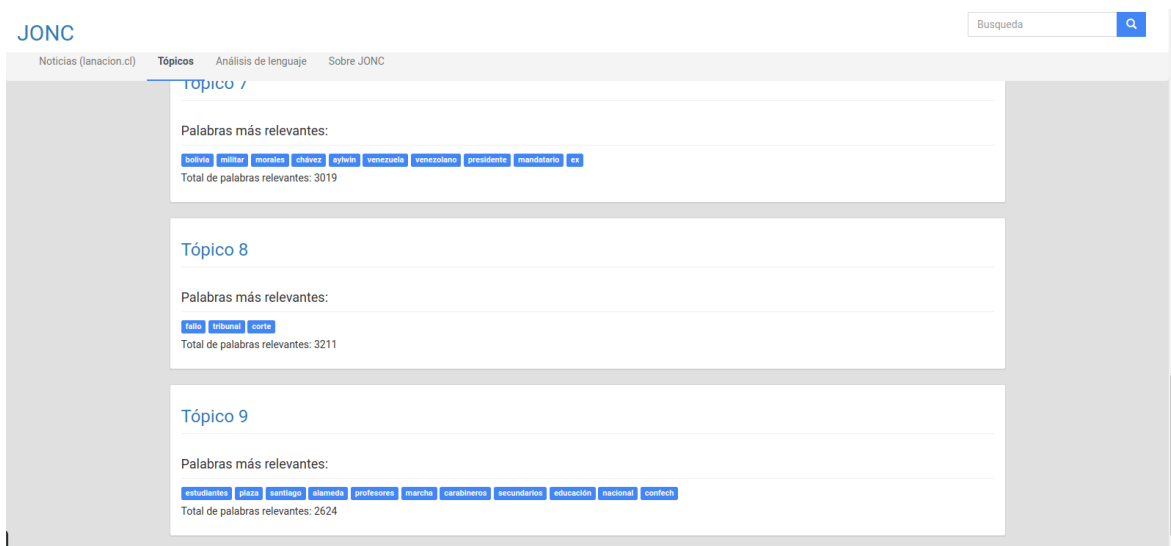 JONC
Busqueda
Noticias (lanacion.cl) Tópicos Análisis de lenguaje Sobre JONC
Tópico 7
Palabras más relevantes:
bolivia militar morales chávez aylwin venezuela venezolano presidente mandatario ex
Total de palabras relevantes: 3019
Tópico 8
Palabras más relevantes:
fallo tribunal corte
Total de palabras relevantes: 3211
Tópico 9
Palabras más relevantes:
estudiantes plaza santiago alameda profesores marcha carabineros secundarios educación nacional confech
Total de palabras relevantes: 2624